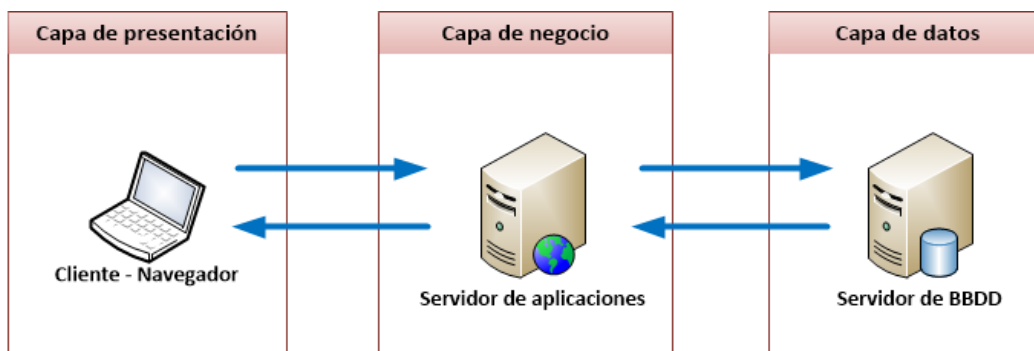 Capa de presentación
Capa de negocio
Capa de datos
Cliente - Navegador
Servidor de aplicaciones
Servidor de BBDD